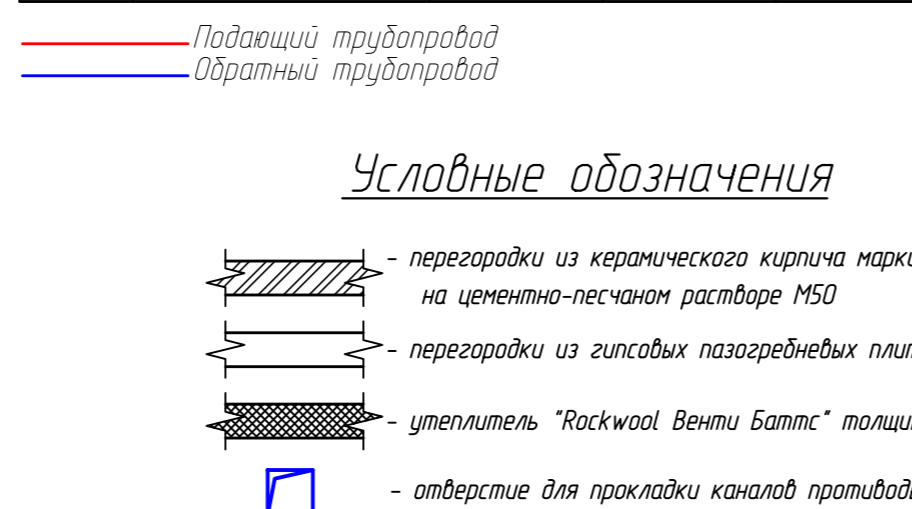 Подающий трубопровод
Обратный трубопровод
Условные обозначения
- перегородки из керамического кирпича марки
на цементно-песчаном растворе М50
- перегородки из гипсовых пазогребневых
- утеплитель "Rockwool Венти Баттс"
- отверстие для прокладки каналов